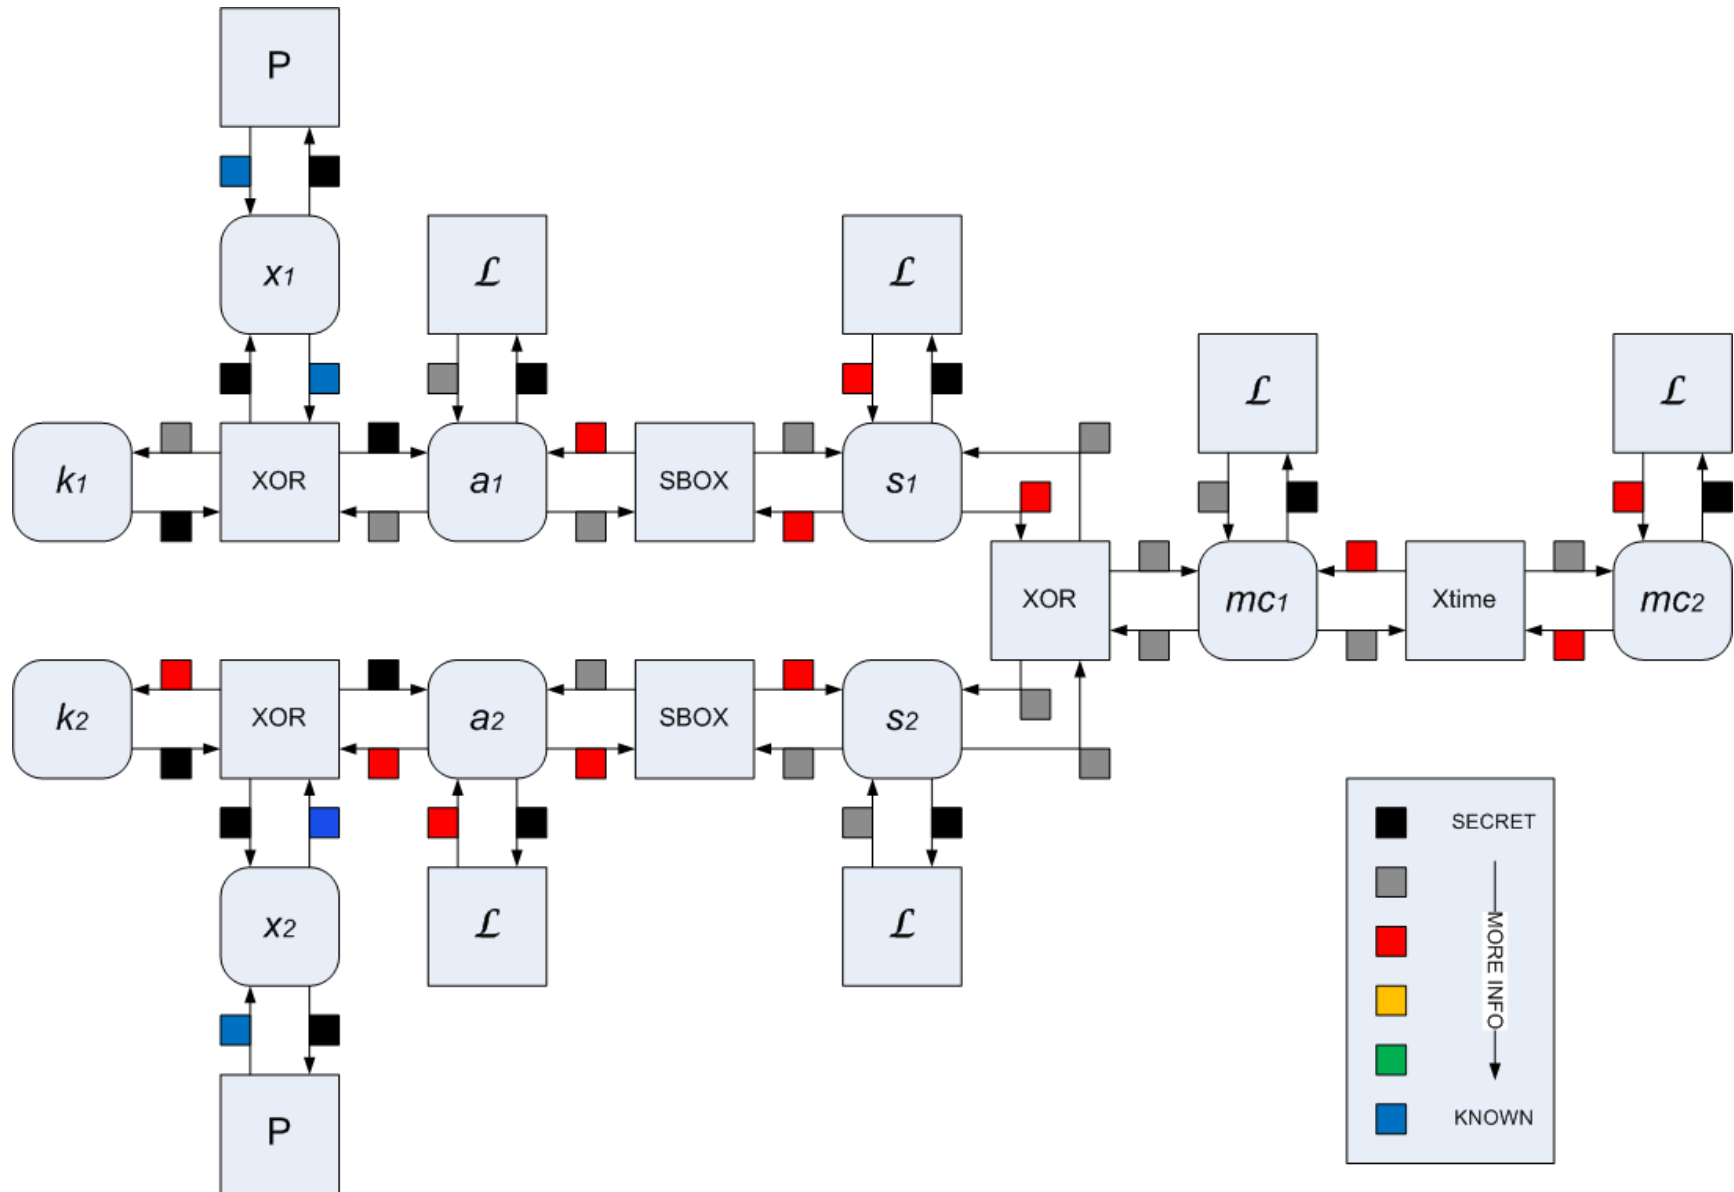 P
x1
ℒ
ℒ
ℒ
ℒ
k1
XOR
a1
SBOX
s1
XOR
mc1
Xtime
mc2
k2
XOR
a2
SBOX
s2
x2
ℒ
ℒ
P
SECRET
MORE INFO
KNOWN